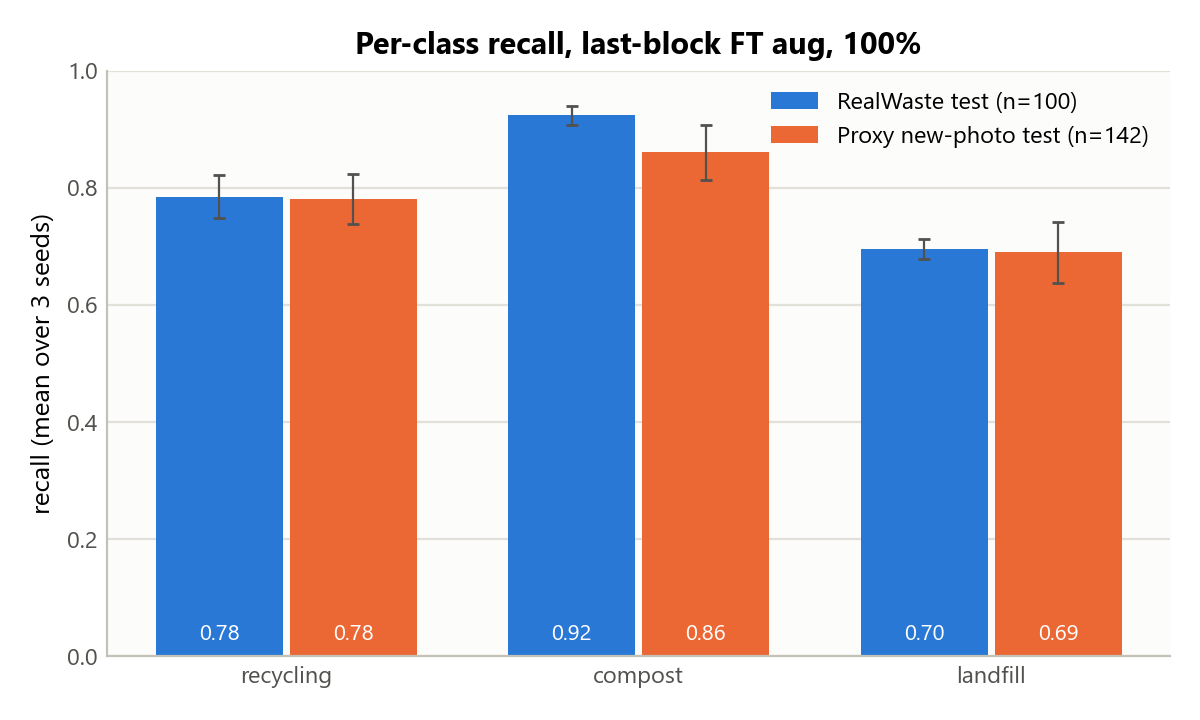 Per-class recall, last-block FT aug, 100%
RealWaste test (n=100)
Proxy new-photo test (n=142)
recall (mean over 3 seeds)
1.0
0.8
0.6
0.4
0.2
0.0
0.78
0.78
0.92
0.86
0.70
0.69
recycling
compost
landfill